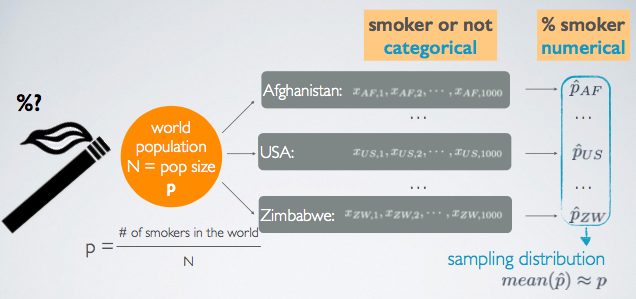 smoker or not
categorical
% smoker
numerical
%?
world
population
N = pop size
p
Afghanistan: x_{AF,1}, x_{AF,2}, ⋯ , x_{AF,1000}
p̂_{AF}
...
...
USA: x_{US,1}, x_{US,2}, ⋯ , x_{US,1000}
p̂_{US}
...
...
Zimbabwe: x_{ZW,1}, x_{ZW,2}, ⋯ , x_{ZW,1000}
p̂_{ZW}
p = # of smokers in the world
N
sampling distribution
mean(p̂) ≈ p